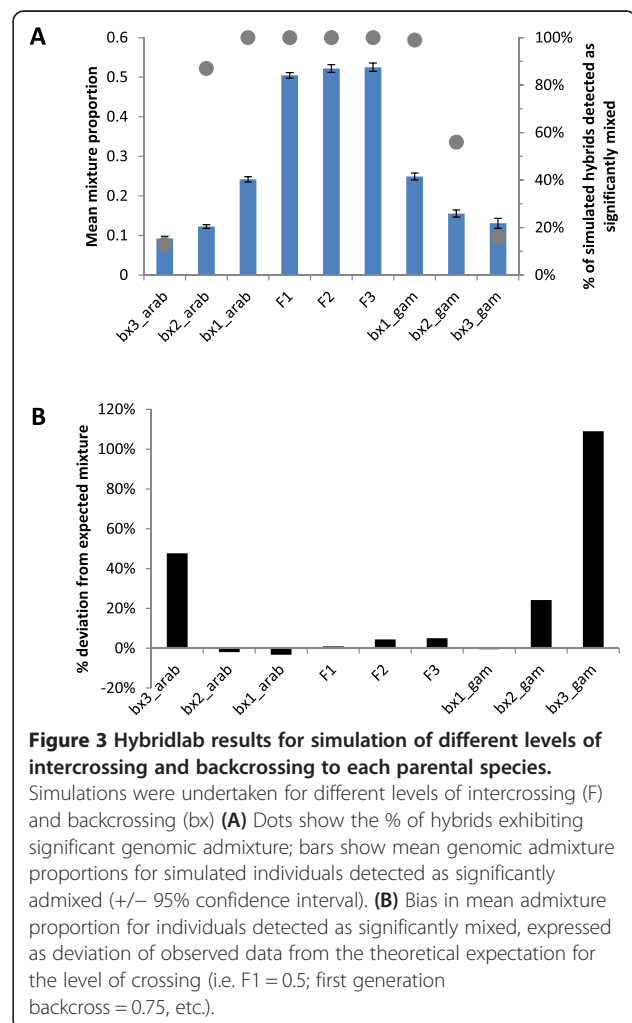 A
Mean mixture proportion
0.6
0.5
0.4
0.3
0.2
0.1
0
100%
80%
60%
40%
20%
0%
% of simulated hybrids detected as
significantly mixed
bx3_arab
bx2_arab
bx1_arab
F1
F2
F3
bx1_gam
bx2_gam
bx3_gam
B
% deviation from expected mixture
120%
100%
80%
60%
40%
20%
0%
-20%
bx3_arab
bx2_arab
bx1_arab
F1
F2
F3
bx1_gam
bx2_gam
bx3_gam
Figure 3 Hybridlab results for simulation of different levels of
intercrossing and backcrossing to each parental species.
Simulations were undertaken for different levels of intercrossing (F)
and backcrossing (bx) (A) Dots show the % of hybrids exhibiting
significant genomic admixture; bars show mean genomic admixture
proportions for simulated individuals detected as significantly
admixed (+/− 95% confidence interval). (B) Bias in mean admixture
proportion for individuals detected as significantly mixed, expressed
as deviation of observed data from the theoretical expectation for
the level of crossing (i.e. F1 = 0.5; first generation
backcross = 0.75, etc.).